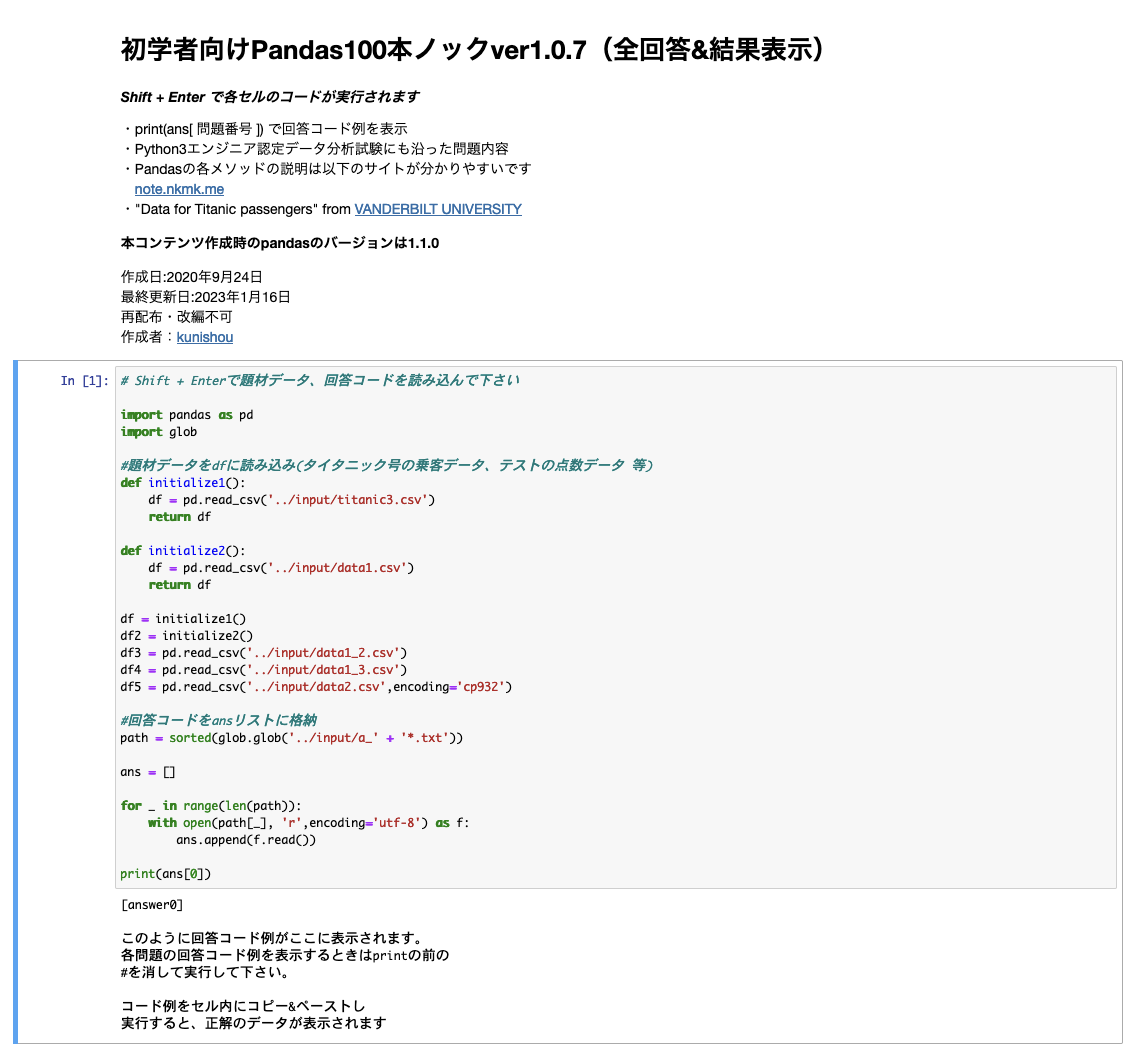 初学者向けPandas100本ノックver1.0.7（全回答&結果表示）
Shift + Enter で各セルのコードが実行されます
・print(ans[ 問題番号 ]) で回答コード例を表示
・Python3エンジニア認定データ分析試験にも沿った問題内容
・Pandasの各メソッドの説明は以下のサイトが分かりやすいです
note.nkmk.me
・"Data for Titanic passengers" from VANDERBILT UNIVERSITY
本コンテンツ作成時のpandasのバージョンは1.1.0
作成日:2020年9月24日
最終更新日:2023年1月16日
再配布・改編不可
作成者：kunishou
In [1]: # Shift + Enterで題材データ、回答コードを読み込んで下さい
import pandas as pd
import glob
#題材データをdfに読み込み(タイタニック号の乗客データ、テストの点数データ 等)
def initialize1():
    df = pd.read_csv('../input/titanic3.csv')
    return df
def initialize2():
    df = pd.read_csv('../input/data1.csv')
    return df
df = initialize1()
df2 = initialize2()
df3 = pd.read_csv('../input/data1_2.csv')
df4 = pd.read_csv('../input/data1_3.csv')
df5 = pd.read_csv('../input/data2.csv',encoding='cp932')
#回答コードをansリストに格納
path = sorted(glob.glob('../input/a_' + '*.txt'))
ans = []
for _ in range(len(path)):
    with open(path[_], 'r',encoding='utf-8') as f:
        ans.append(f.read())
print(ans[0])
[answer0]
このように回答コード例がここに表示されます。
各問題の回答コード例を表示するときはprintの前の
#を消して実行して下さい。
コード例をセル内にコピー&ペーストし
実行すると、正解のデータが表示されます